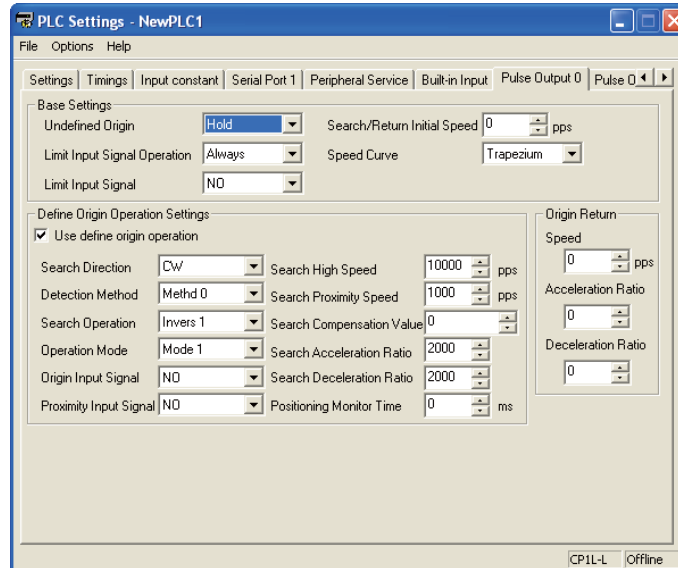 PLC Settings - NewPLC1
File Options Help
Settings Timings Input constant Serial Port 1 Peripheral Service Built-in Input Pulse Output 0 Pulse O
Base Settings
Undefined Origin Hold Search/Return Initial Speed 0 pps
Limit Input Signal Operation Always Speed Curve Trapezium
Limit Input Signal NO
Define Origin Operation Settings Origin Return
Use define origin operation Speed
0 pps
Search Direction CW Search High Speed 10000 pps
Acceleration Ratio
Detection Method Methd 0 Search Proximity Speed 1000 pps
0
Search Operation Invers 1 Search Compensation Value 0
Deceleration Ratio
Operation Mode Mode 1 Search Acceleration Ratio 2000
0
Origin Input Signal NO Search Deceleration Ratio 2000
Proximity Input Signal NO Positioning Monitor Time 0 ms
CP1L-L Offline